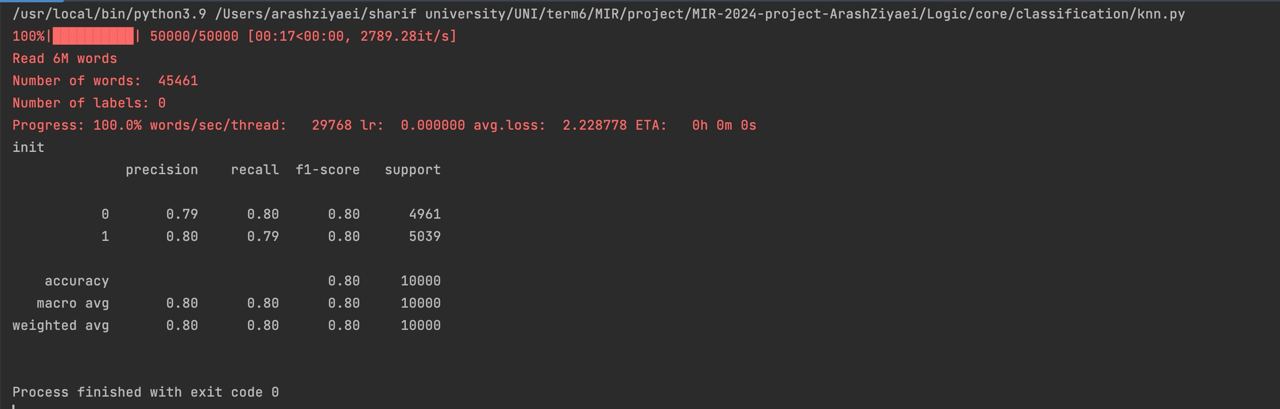 /usr/local/bin/python3.9 /Users/arashziyaei/sharif university/UNI/term6/MIR/project/MIR-2024-project-ArashZiyaei/Logic/core/classification/knn.py
100%|██████████| 50000/50000 [00:17<00:00, 2789.28it/s]
Read 6M words
Number of words:  45461
Number of labels: 0
Progress: 100.0% words/sec/thread:   29768 lr:  0.000000 avg.loss:  2.228778 ETA:   0h 0m 0s
init
              precision    recall  f1-score   support
           0       0.79      0.80      0.80      4961
           1       0.80      0.79      0.80      5039
    accuracy                           0.80     10000
   macro avg       0.80      0.80      0.80     10000
weighted avg       0.80      0.80      0.80     10000
Process finished with exit code 0